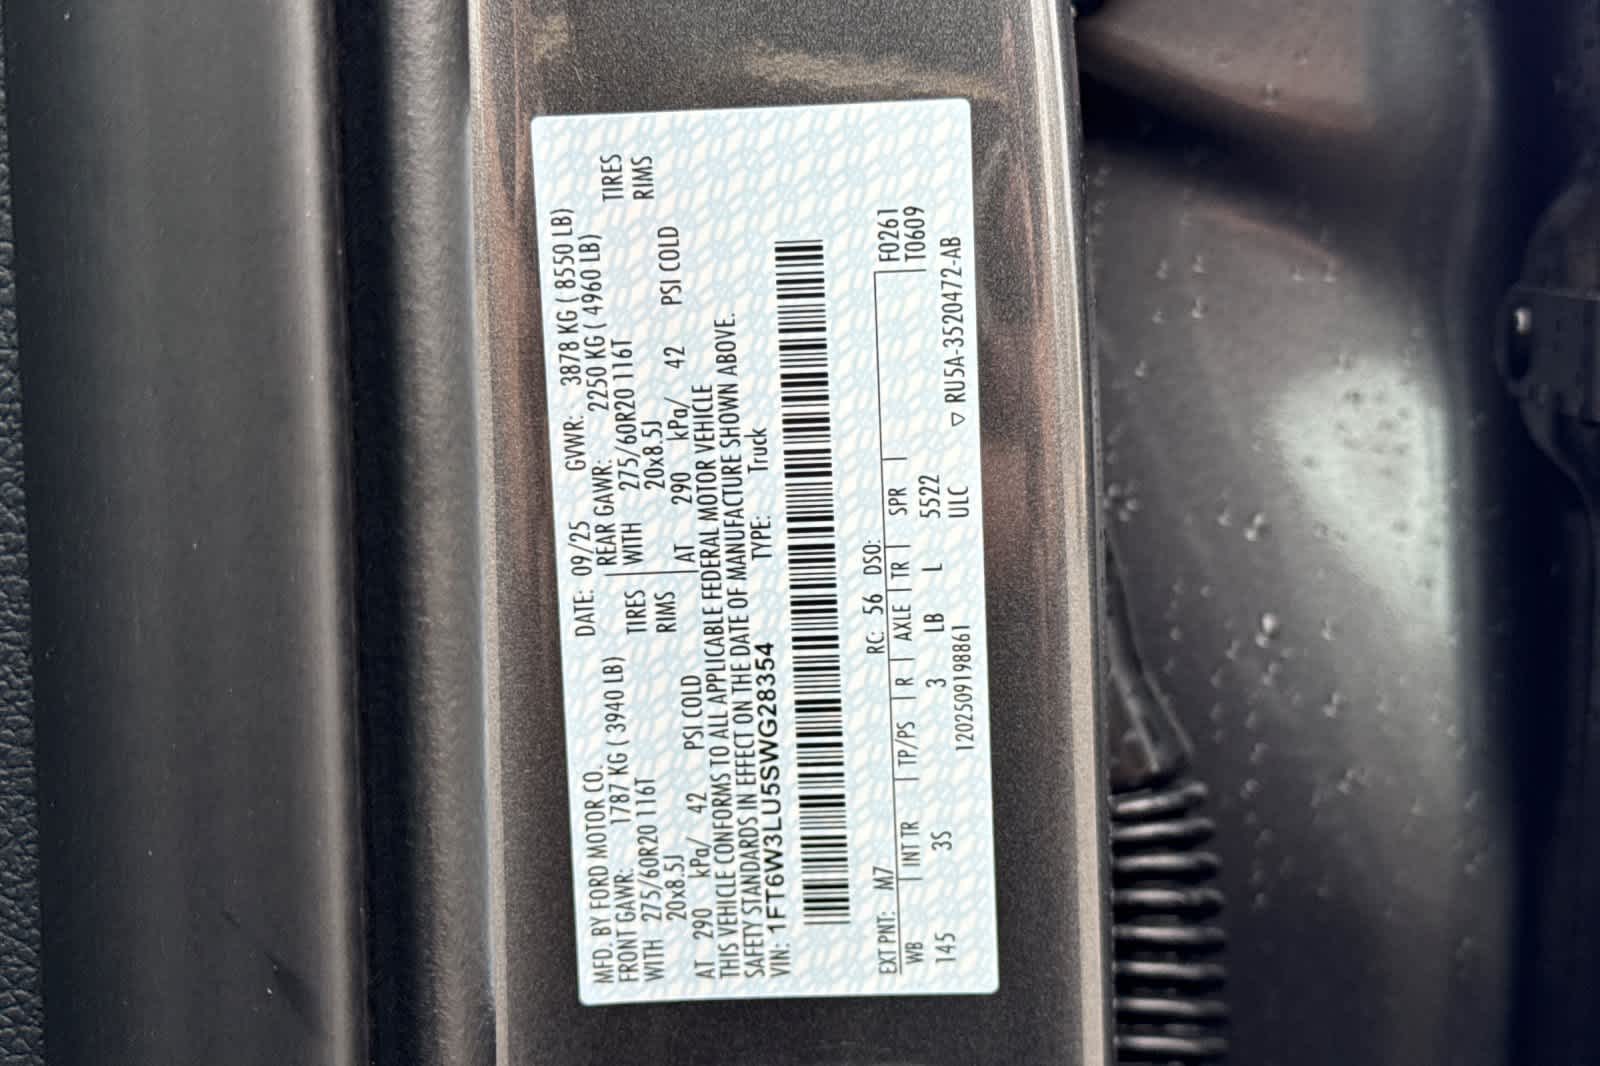 MFD. BY FORD MOTOR CO.
DATE: 09/25 GVWR: 3878 KG ( 8550 LB)
FRONT GAWR: 1787 KG ( 3940 LB)
REAR GAWR: 2250 KG ( 4960 LB)
WITH 275/60R20 116T TIRES
WITH 275/60R20 116T TIRES
20x8.5J RIMS
20x8.5J RIMS
AT 290 kPa/ 42 PSI COLD
AT 290 kPa/ 42 PSI COLD
THIS VEHICLE CONFORMS TO ALL APPLICABLE FEDERAL MOTOR VEHICLE
SAFETY STANDARDS IN EFFECT ON THE DATE OF MANUFACTURE SHOWN ABOVE.
VIN: 1FT6W3LU5SWG28354
TYPE: Truck
F0261
T0609
EXT PNT: M7 RC: 56 DSO:
WB INT TR TP/PS R AXLE TR SPR
145 3S 3 LB L 5522
ULC
1202509198861
▽ RU5A-3520472-AB